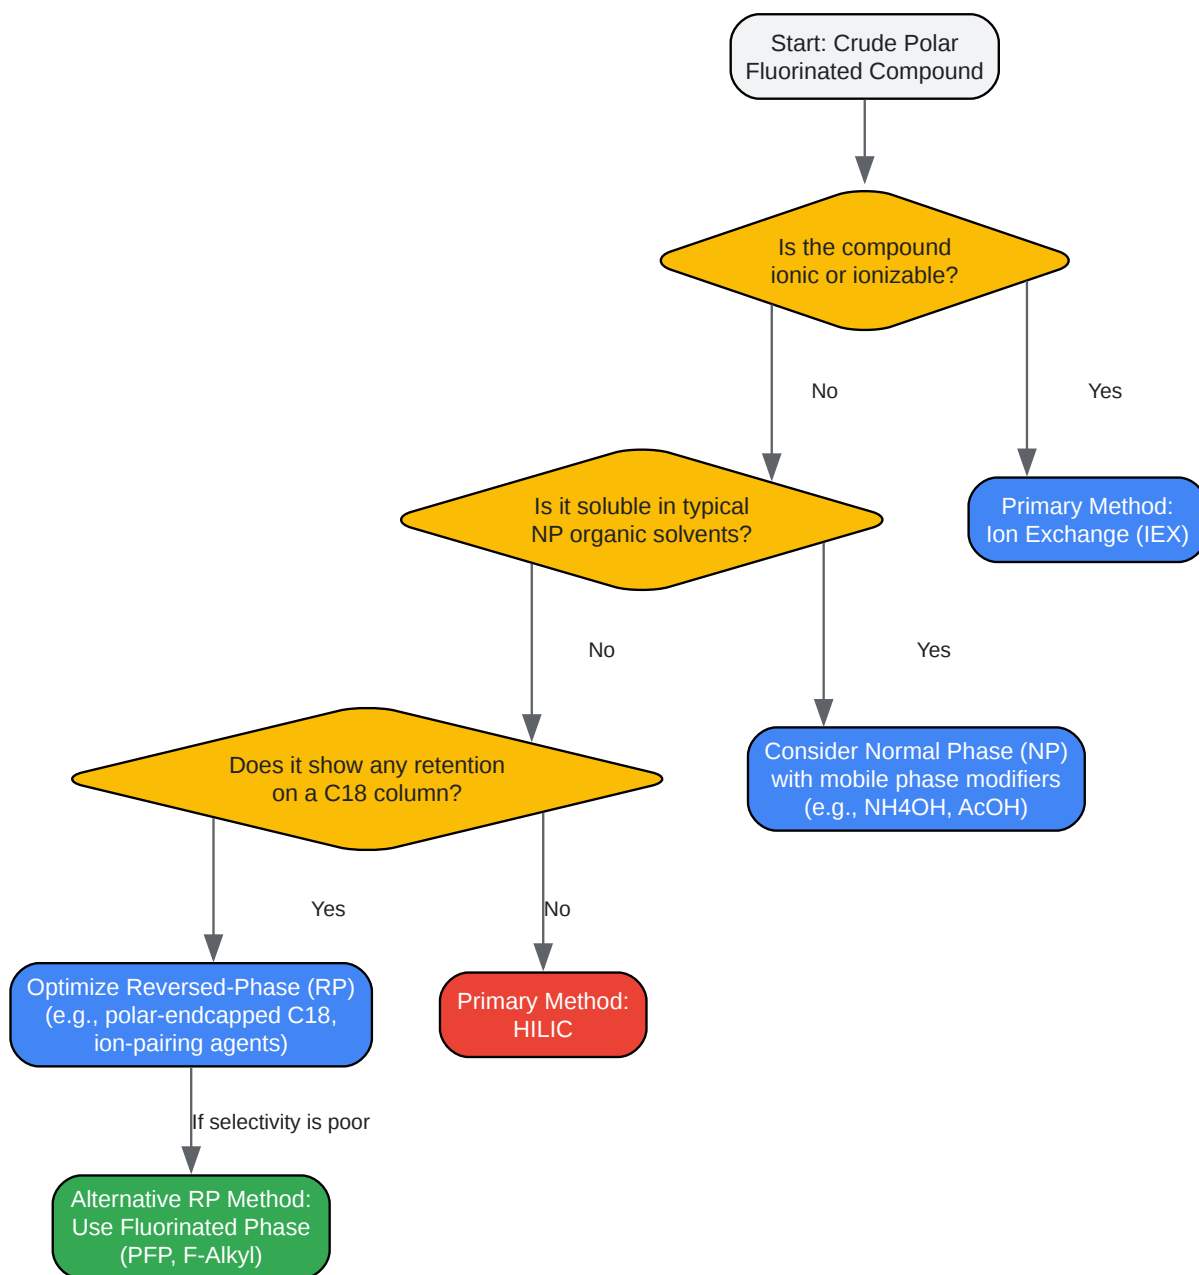 Start: Crude Polar
Fluorinated Compound
Is the compound
ionic or ionizable?
No
Yes
Is it soluble in typical
NP organic solvents?
Primary Method:
Ion Exchange (IEX)
No
Yes
Does it show any retention
on a C18 column?
Consider Normal Phase (NP)
with mobile phase modifiers
(e.g., NH4OH, AcOH)
Yes
No
Optimize Reversed-Phase (RP)
(e.g., polar-endcapped C18,
ion-pairing agents)
Primary Method:
HILIC
If selectivity is poor
Alternative RP Method:
Use Fluorinated Phase
(PFP, F-Alkyl)